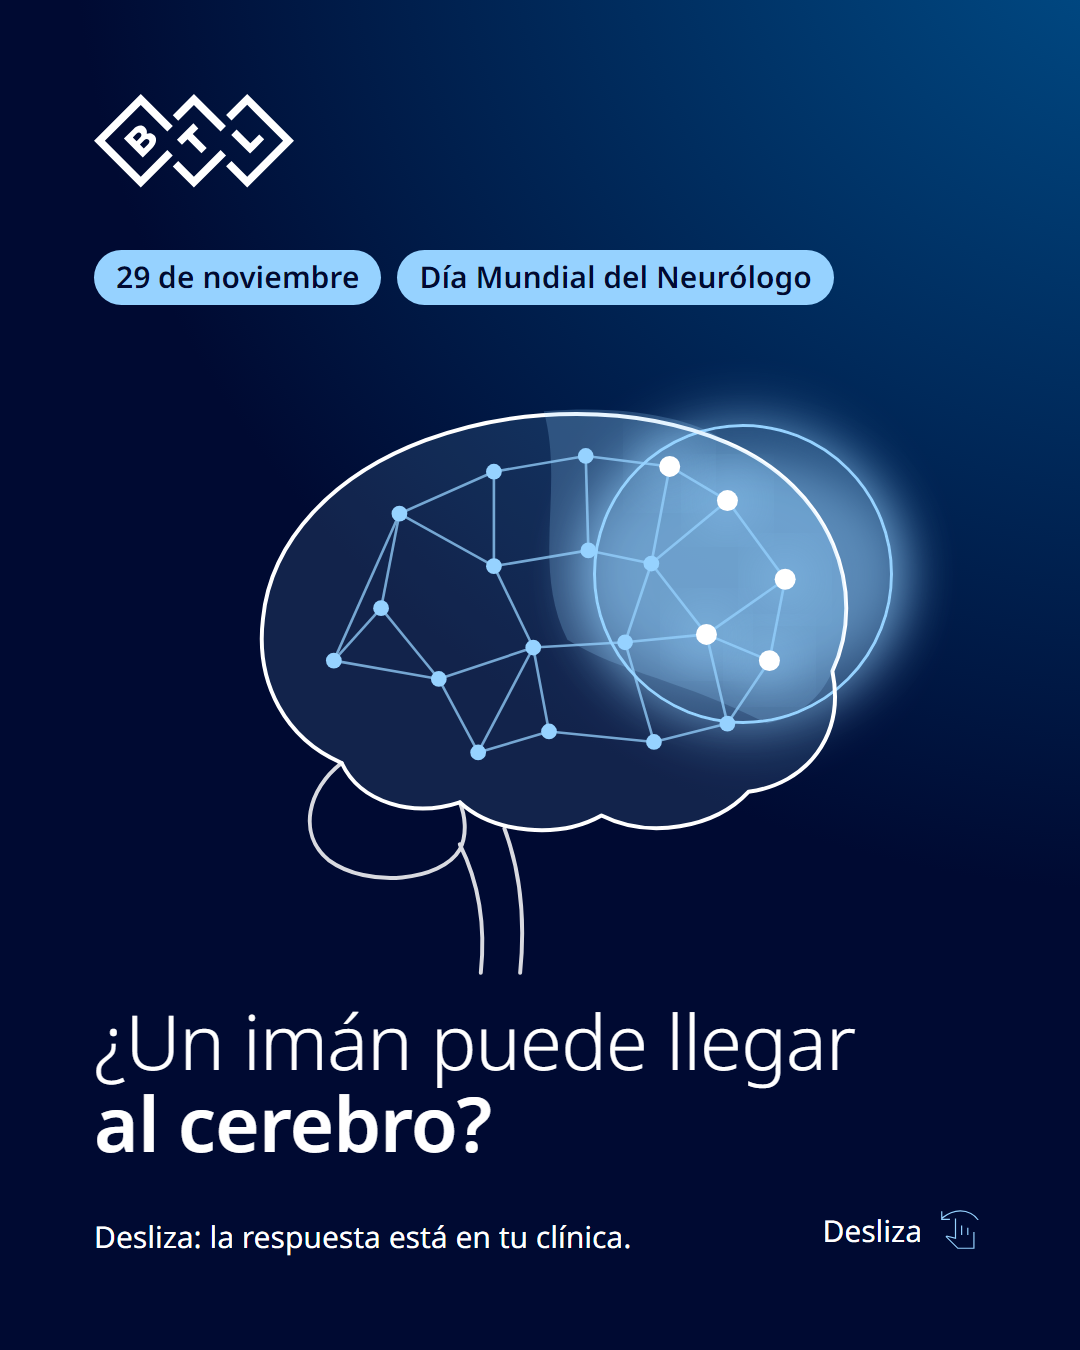 BTL
29 de noviembre
Día Mundial del Neurólogo
¿Un imán puede llegar
al cerebro?
Desliza: la respuesta está en tu clínica.
Desliza